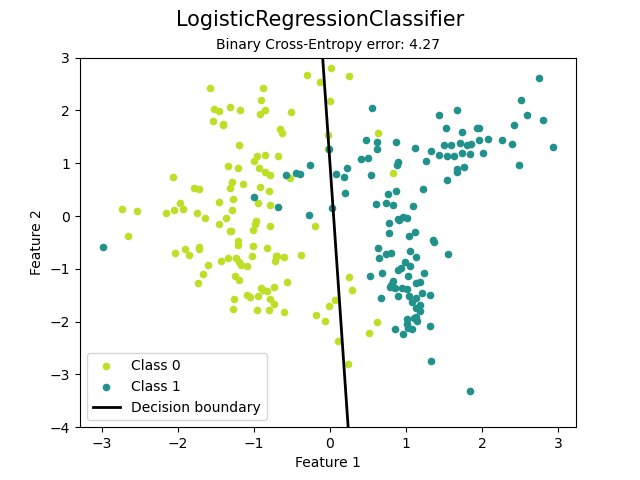 LogisticRegressionClassifier
Binary Cross-Entropy error: 4.27
3
2
1
0
−1
−2
−3
−4
Feature 2
Class 0
Class 1
Decision boundary
−3 −2 −1 0 1 2 3
Feature 1